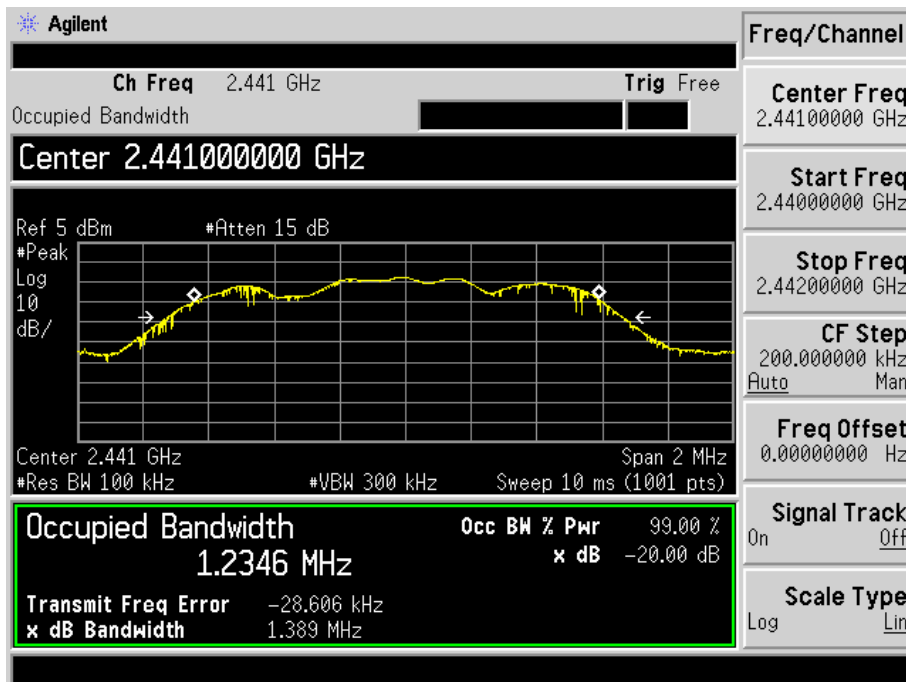 Agilent
Freq/Channel
Ch Freq 2.441 GHz Trig Free
Occupied Bandwidth
Center 2.441000000 GHz
Ref 5 dBm #Atten 15 dB
#Peak
Log
10
dB/
Center 2.441 GHz Span 2 MHz
#Res BW 100 kHz #VBW 300 kHz Sweep 10 ms (1001 pts)
Occupied Bandwidth
1.2346 MHz
Occ BW % Pwr 99.00 %
x dB -20.00 dB
Transmit Freq Error -28.606 kHz
x dB Bandwidth 1.389 MHz
Center Freq
2.44100000 GHz
Start Freq
2.44000000 GHz
Stop Freq
2.44200000 GHz
CF Step
200.000000 kHz
Auto Man
Freq Offset
0.00000000 Hz
Signal Track
On Off
Scale Type
Log Lin